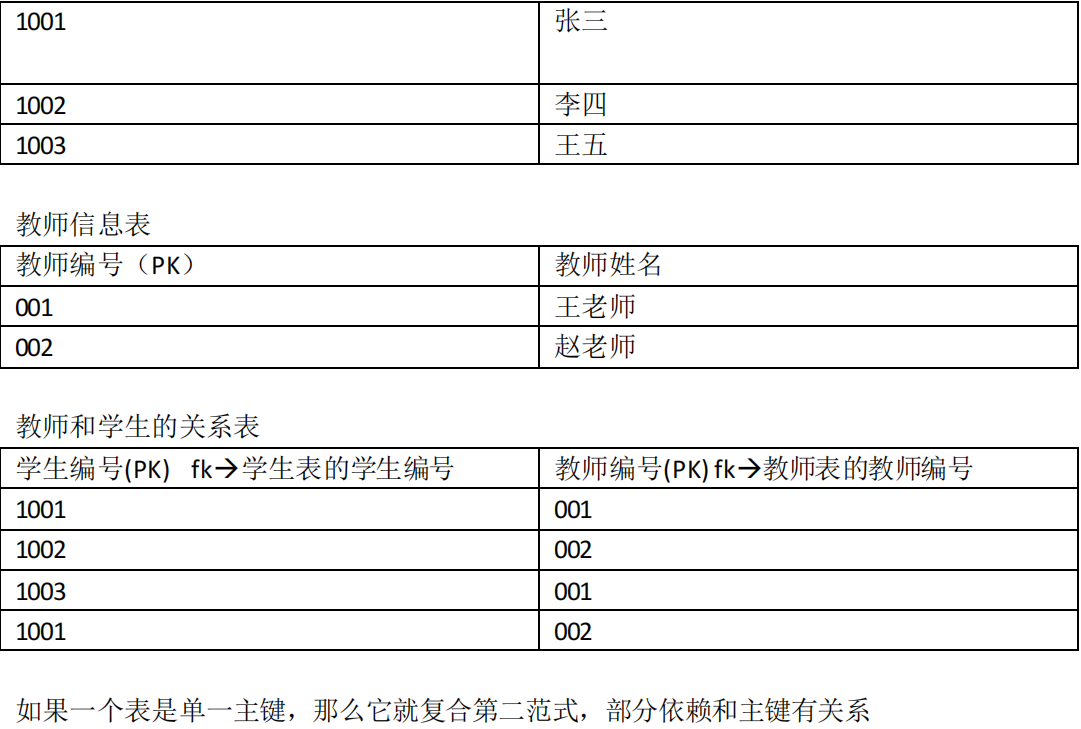 1001 张三
1002 李四
1003 王五
教师信息表
教师编号（PK） 教师姓名
001 王老师
002 赵老师
教师和学生的关系表
学生编号(PK) fk→学生表的学生编号 教师编号(PK) fk→教师表的教师编号
1001 001
1002 002
1003 001
1001 002
如果一个表是单一主键，那么它就复合第二范式，部分依赖和主键有关系